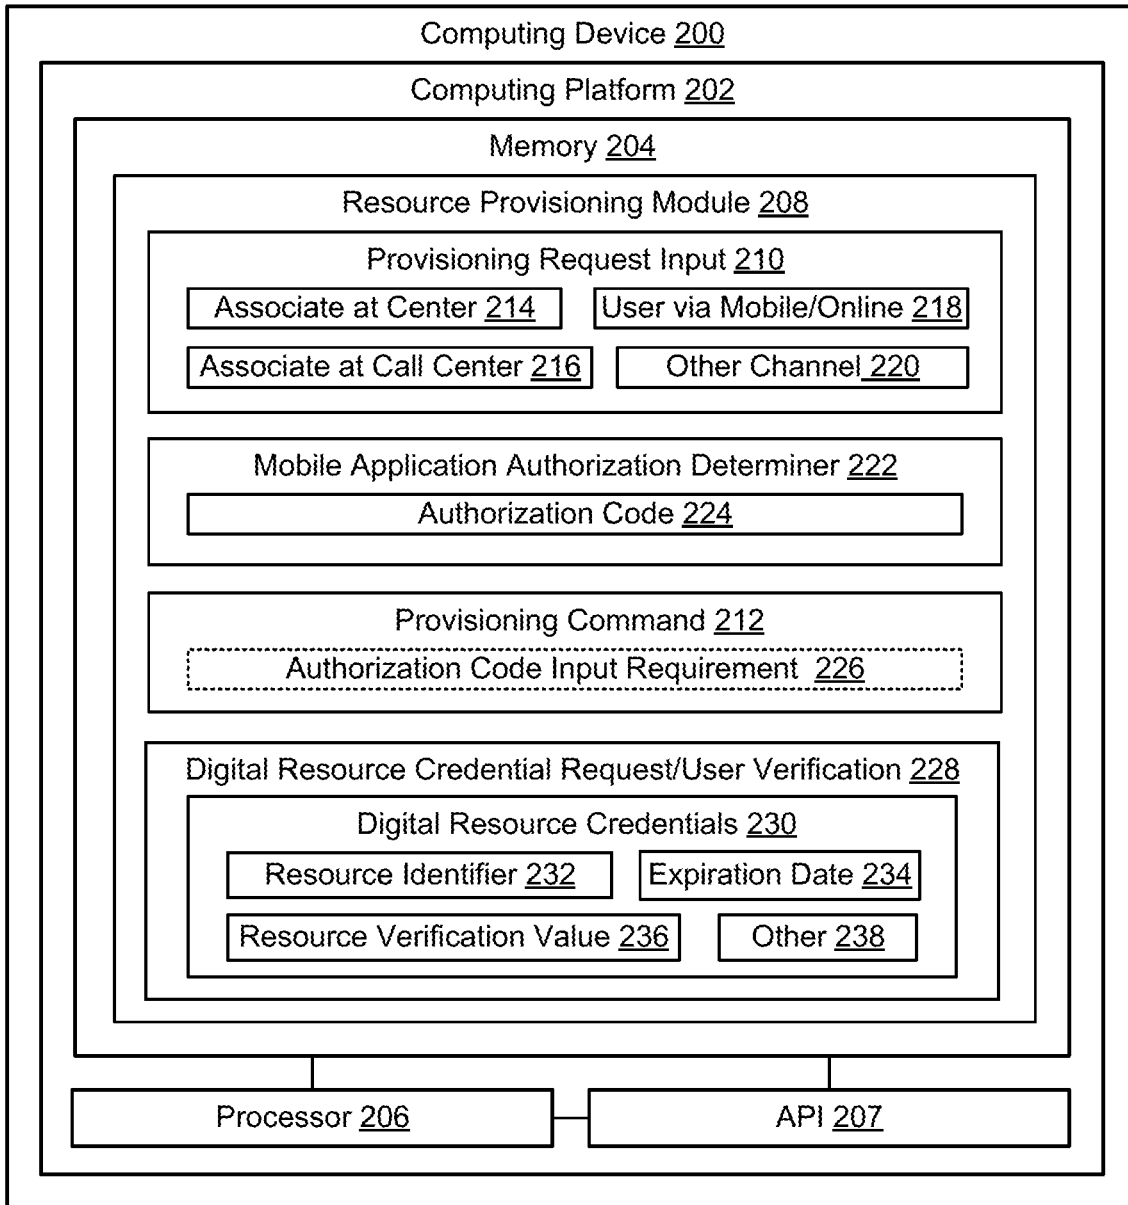 Computing Device 200
Computing Platform 202
Memory 204
Resource Provisioning Module 208
Provisioning Request Input 210
Associate at Center 214
User via Mobile/Online 218
Associate at Call Center 216
Other Channel 220
Mobile Application Authorization Determiner 222
Authorization Code 224
Provisioning Command 212
Authorization Code Input Requirement 226
Digital Resource Credential Request/User Verification 228
Digital Resource Credentials 230
Resource Identifier 232
Expiration Date 234
Resource Verification Value 236
Other 238
Processor 206
API 207